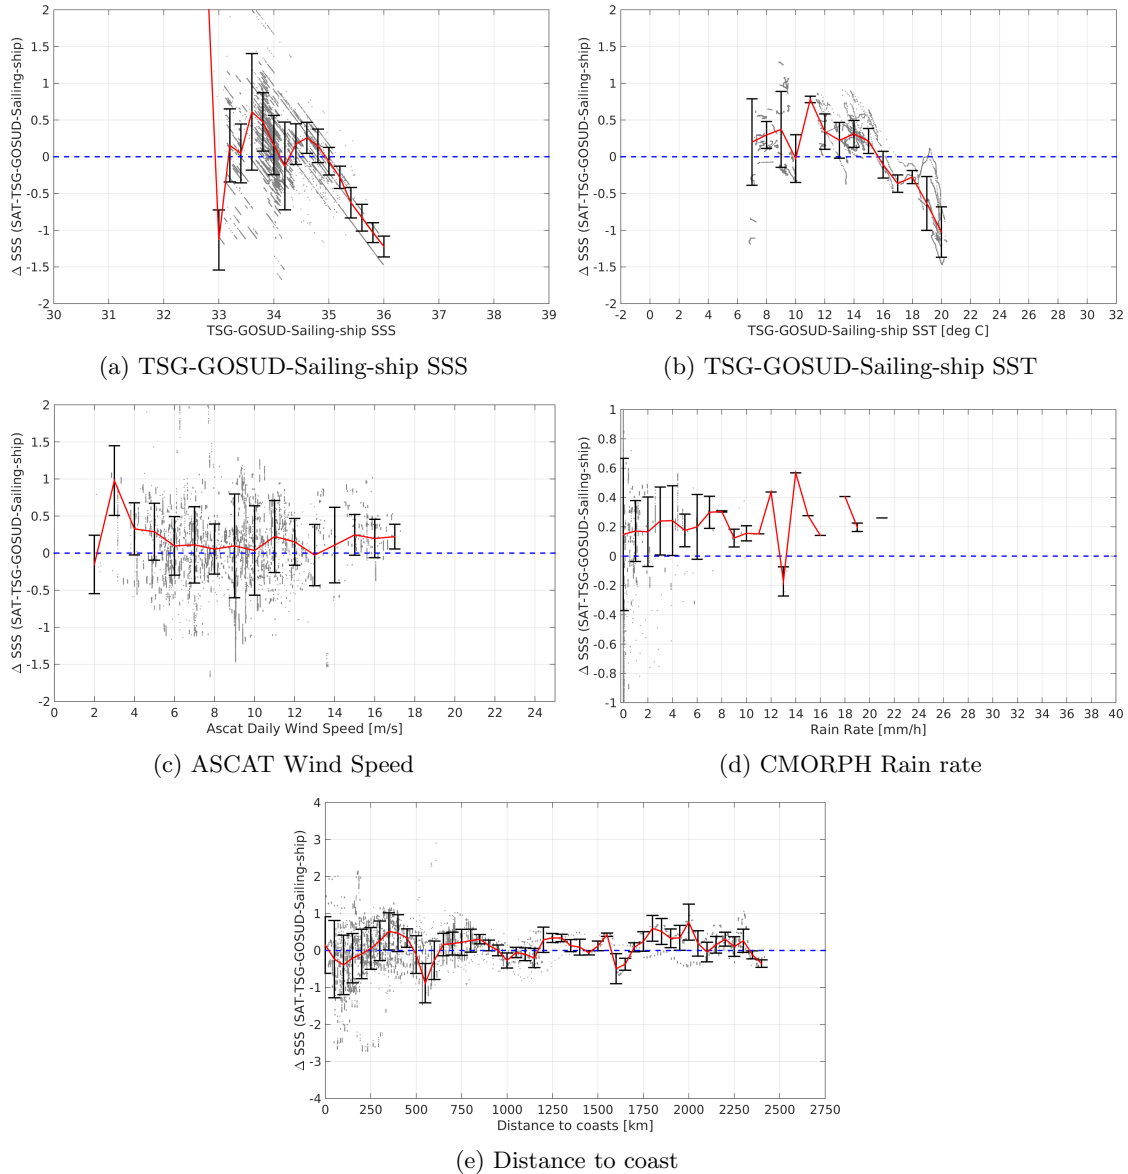 2
1.5
1
0.5
0
-0.5
-1
-1.5
-2
Δ SSS (SAT-TSG-GOSUD-Sailing-ship)
30 31 32 33 34 35 36 37 38 39
TSG-GOSUD-Sailing-ship SSS
(a) TSG-GOSUD-Sailing-ship SSS
2
1.5
1
0.5
0
-0.5
-1
-1.5
-2
Δ SSS (SAT-TSG-GOSUD-Sailing-ship)
-2 0 2 4 6 8 10 12 14 16 18 20 22 24 26 28 30 32
TSG-GOSUD-Sailing-ship SST [deg C]
(b) TSG-GOSUD-Sailing-ship SST
2
1.5
1
0.5
0
-0.5
-1
-1.5
-2
Δ SSS (SAT-TSG-GOSUD-Sailing-ship)
0 2 4 6 8 10 12 14 16 18 20 22 24
Ascat Daily Wind Speed [m/s]
(c) ASCAT Wind Speed
1
0.8
0.6
0.4
0.2
0
-0.2
-0.4
-0.6
-0.8
-1
Δ SSS (SAT-TSG-GOSUD-Sailing-ship)
0 2 4 6 8 10 12 14 16 18 20 22 24 26 28 30 32 34 36 38 40
Rain Rate [mm/h]
(d) CMORPH Rain rate
4
3
2
1
0
-1
-2
-3
-4
Δ SSS (SAT-TSG-GOSUD-Sailing-ship)
0 250 500 750 1000 1250 1500 1750 2000 2250 2500 2750
Distance to coasts [km]
(e) Distance to coast